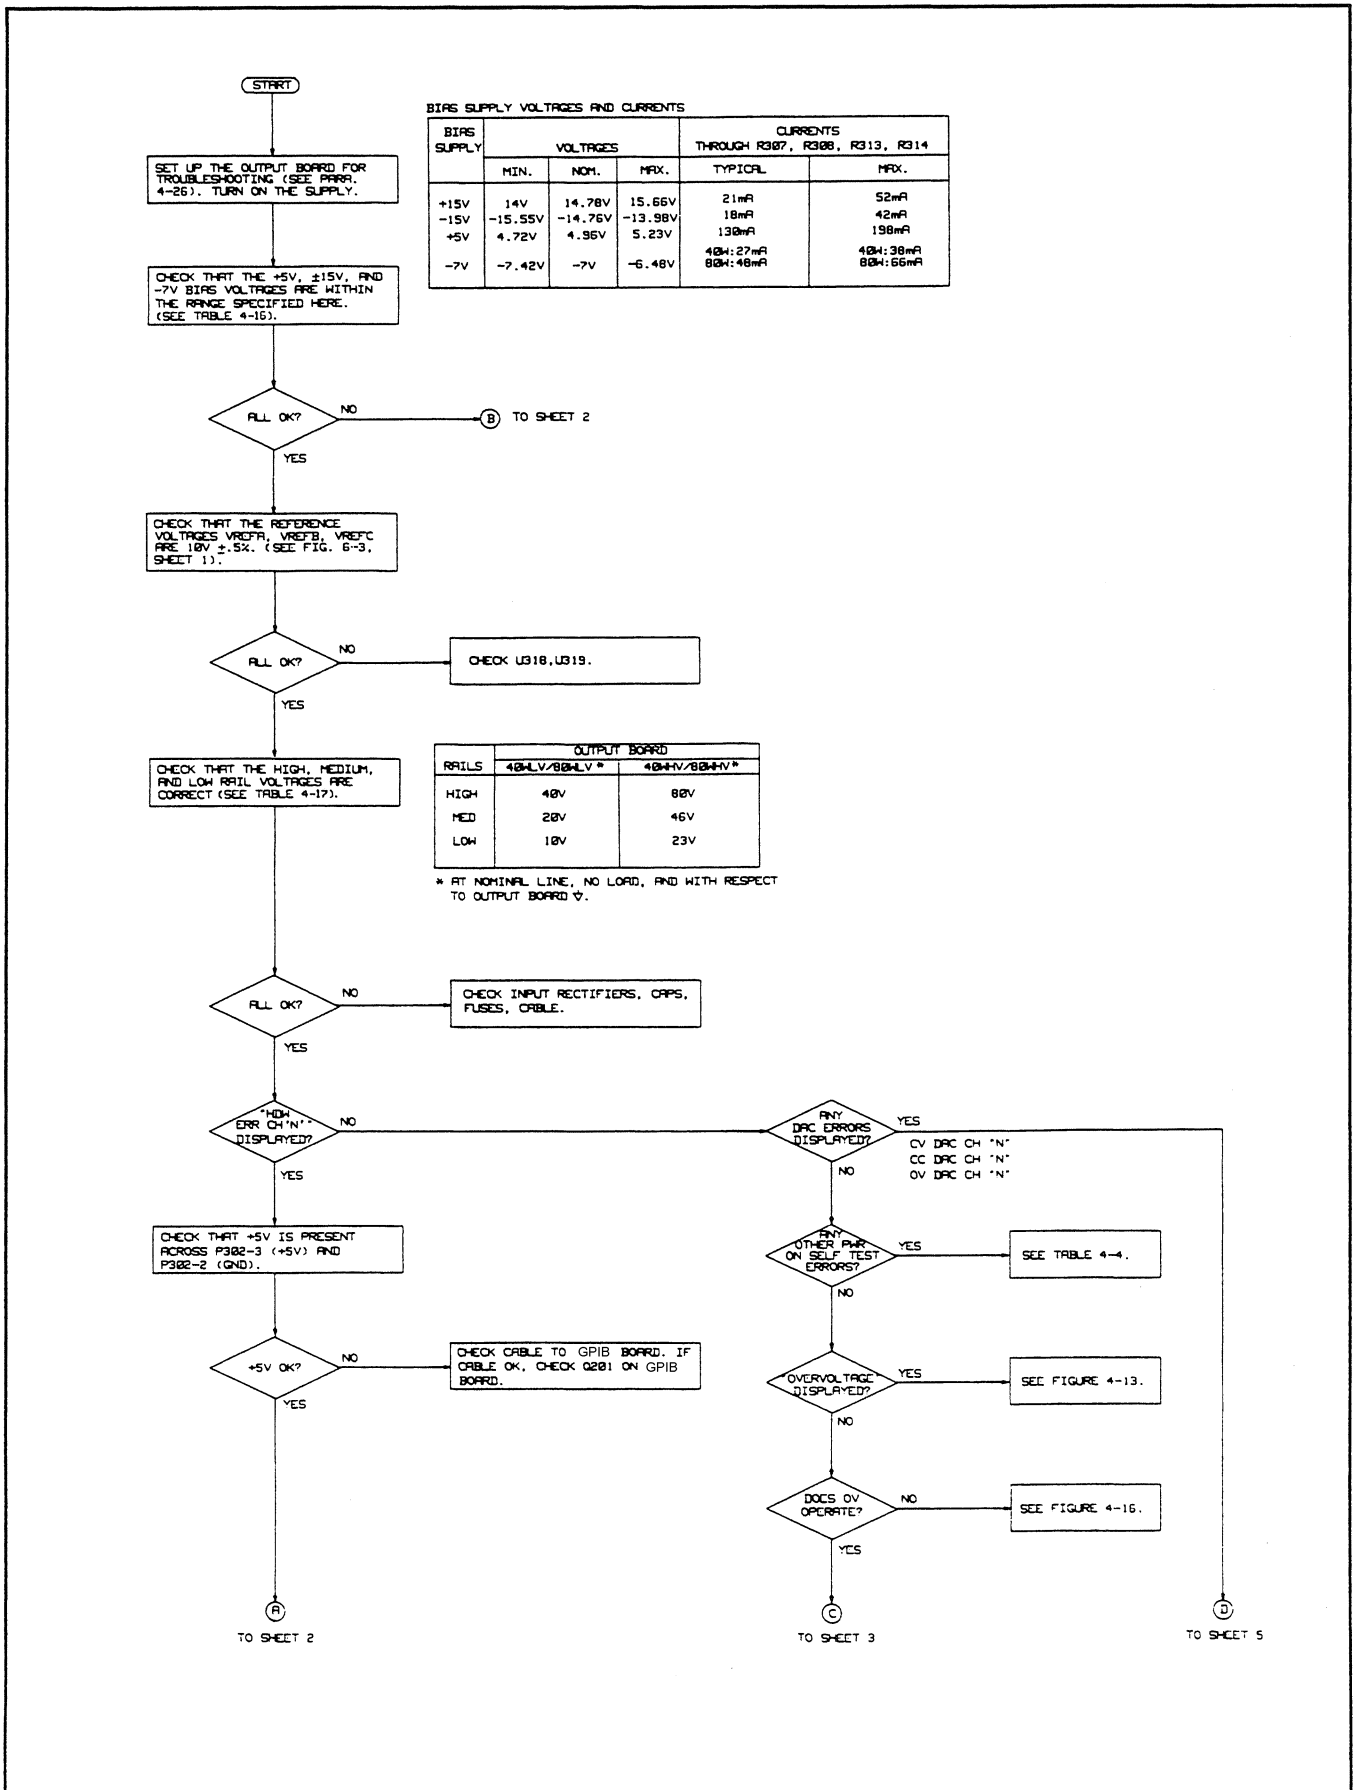 START
SET UP THE OUTPUT BOARD FOR
TROUBLESHOOTING (SEE PARA.
4-26). TURN ON THE SUPPLY.
BIAS SUPPLY VOLTAGES AND CURRENTS
BIAS SUPPLY VOLTAGES CURRENTS THROUGH R307, R308, R313, R314
MIN. NOM. MAX. TYPICAL MAX.
+15V 14V 14.78V 15.66V 21mA 52mA
-15V -15.55V -14.76V -13.98V 18mA 42mA
+5V 4.72V 4.96V 5.23V 130mA 198mA
40W:27mA 40W:38mA
-7V -7.42V -7V -6.48V 80W:48mA 80W:66mA
CHECK THAT THE +5V, ±15V, AND
-7V BIAS VOLTAGES ARE WITHIN
THE RANGE SPECIFIED HERE.
(SEE TABLE 4-16).
ALL OK?
NO
B TO SHEET 2
YES
CHECK THAT THE REFERENCE
VOLTAGES VREFA, VREFB, VREFC
ARE 10V ±.5%. (SEE FIG. 6-3,
SHEET 1).
ALL OK?
NO
CHECK U318,U319.
YES
CHECK THAT THE HIGH, MEDIUM,
AND LOW RAIL VOLTAGES ARE
CORRECT (SEE TABLE 4-17).
OUTPUT BOARD
RAILS 40WLV/80WLV * 40WHV/80WHV *
HIGH 40V 80V
MED 20V 46V
LOW 10V 23V
* AT NOMINAL LINE, NO LOAD, AND WITH RESPECT
TO OUTPUT BOARD ▽.
ALL OK?
NO
CHECK INPUT RECTIFIERS, CAPS,
FUSES, CABLE.
YES
"HDW
ERR CH 'N'"
DISPLAYED?
NO
YES
ANY
DAC ERRORS
DISPLAYED?
YES
CV DAC CH "N"
CC DAC CH "N"
OV DAC CH "N"
NO
CHECK THAT +5V IS PRESENT
ACROSS P302-3 (+5V) AND
P302-2 (GND).
ANY
OTHER PWR
ON SELF TEST
ERRORS?
YES
SEE TABLE 4-4.
NO
+5V OK?
NO
CHECK CABLE TO GPIB BOARD. IF
CABLE OK, CHECK Q201 ON GPIB
BOARD.
YES
"OVERVOLTAGE"
DISPLAYED?
YES
SEE FIGURE 4-13.
NO
DOES OV
OPERATE?
NO
SEE FIGURE 4-16.
YES
A
TO SHEET 2
C
TO SHEET 3
D
TO SHEET 5